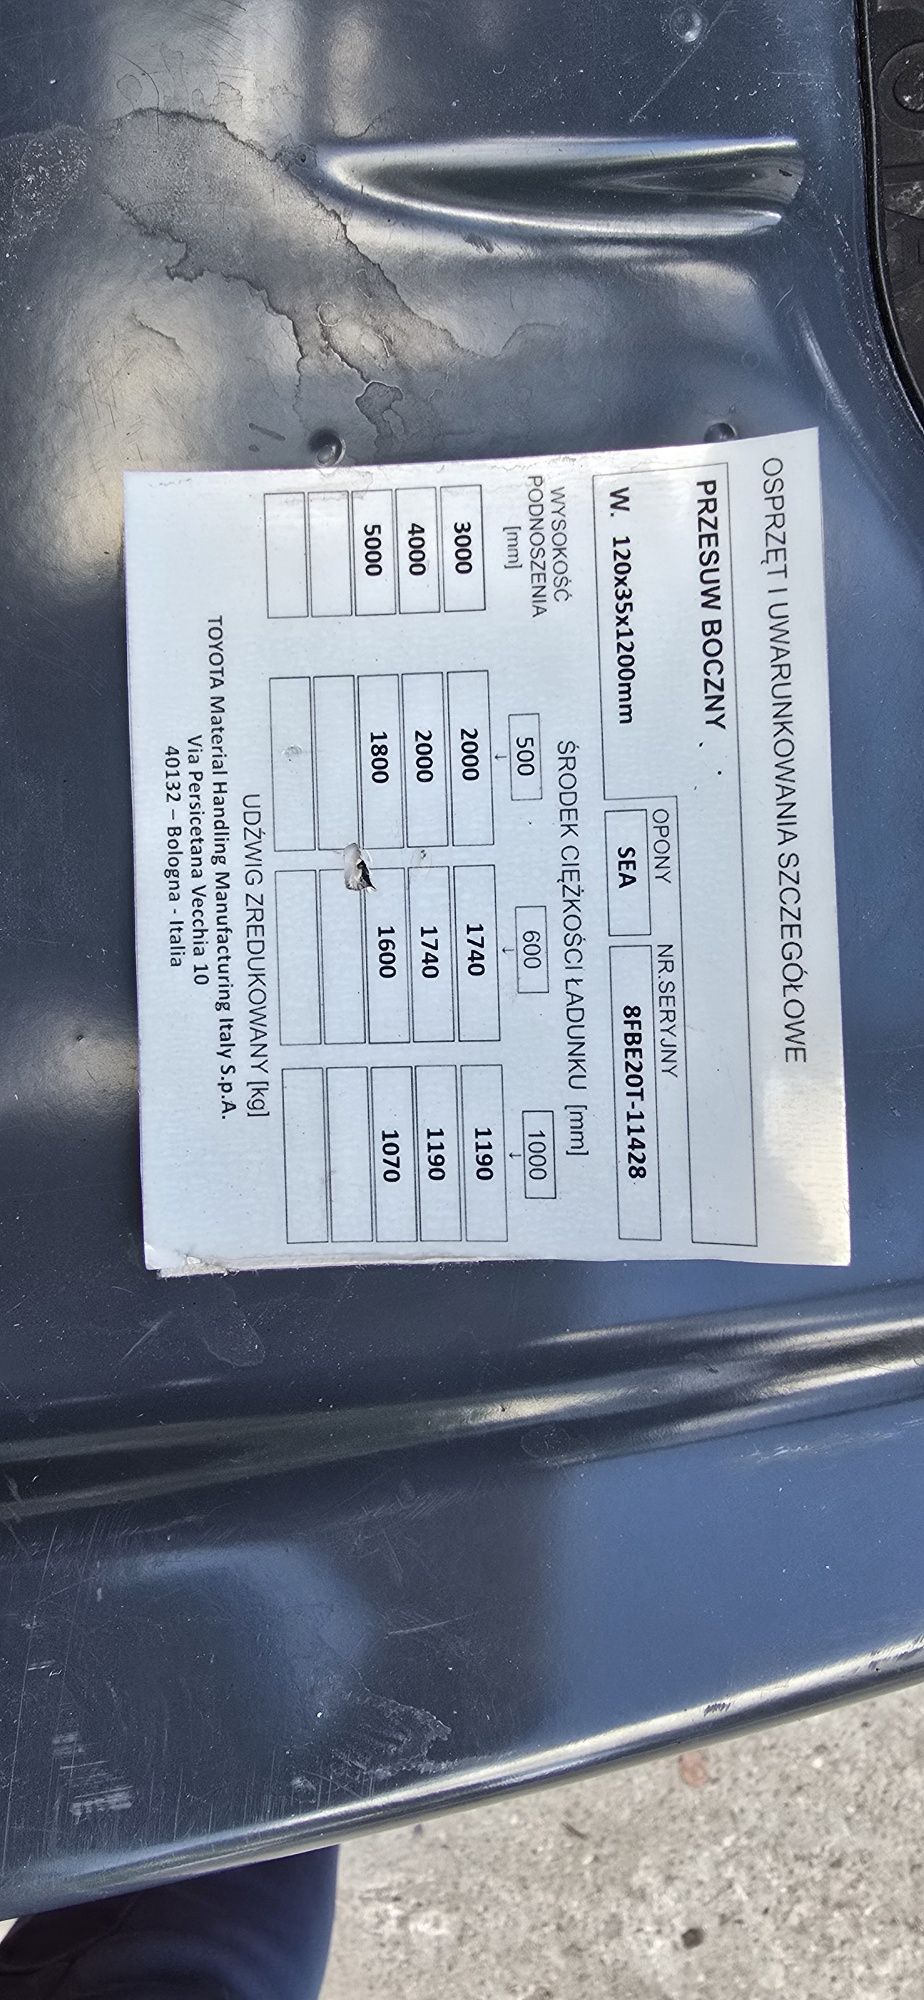 OSPRZĘT I UWARUNKOWANIA SZCZEGÓŁOWE
PRZESUW BOCZNY
OPONY NR.SERYJNY
W. 120x35x1200mm SEA 8FBE20T-11428
ŚRODEK CIĘŻKOŚCI ŁADUNKU [mm]
WYSOKOŚĆ
PODNOSZENIA
[mm]
500 600 1000
↓ ↓ ↓
3000 2000 1740 1190
4000 2000 1740 1190
5000 1800 1600 1070
UDŹWIG ZREDUKOWANY [kg]
TOYOTA Material Handling Manufacturing Italy S.p.A.
Via Persicetana Vecchia 10
40132 – Bologna - Italia